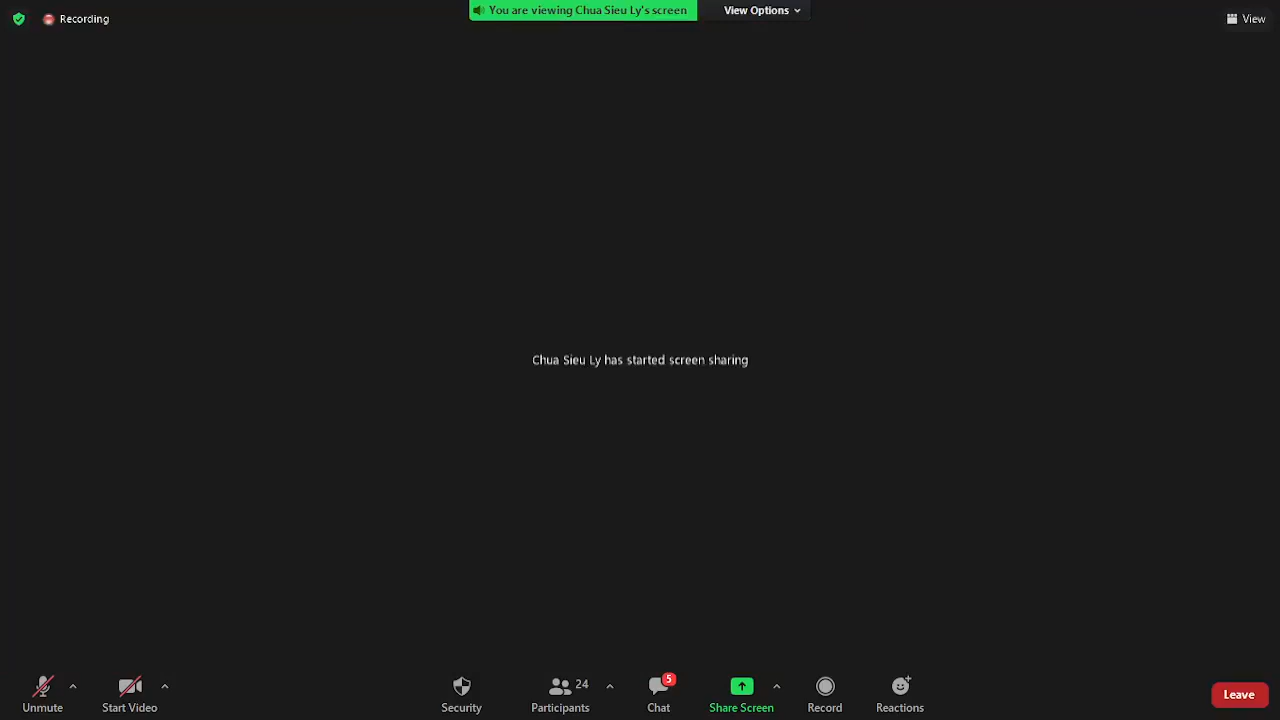 Recording
You are viewing Chua Sieu Ly's screen
View Options
View
Chua Sieu Ly has started screen sharing
Unmute
Start Video
Security
24
Participants
5
Chat
Share Screen
Record
Reactions
Leave